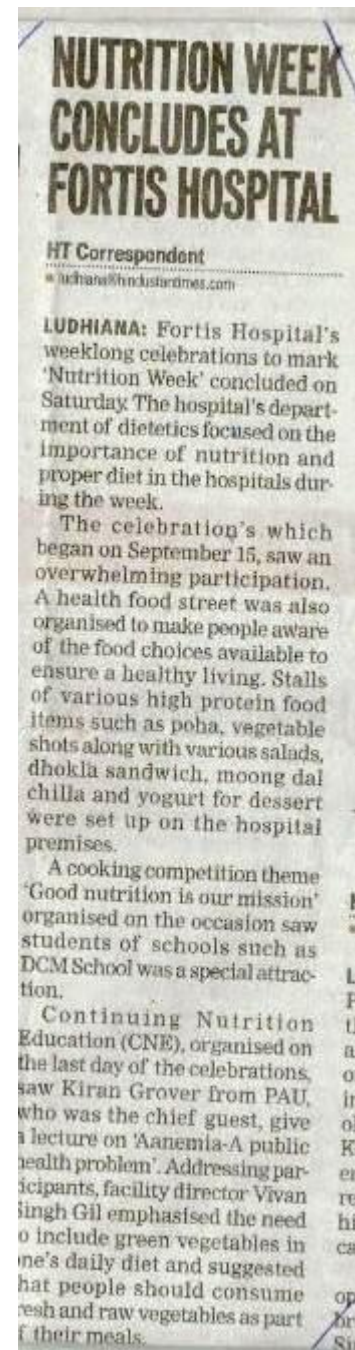 NUTRITION WEEK
CONCLUDES AT
FORTIS HOSPITAL
HT Correspondent
ludhiana@hindustantimes.com
LUDHIANA: Fortis Hospital's
weeklong celebrations to mark
'Nutrition Week' concluded on
Saturday. The hospital's depart-
ment of dietetics focused on the
importance of nutrition and
proper diet in the hospitals dur-
ing the week.
The celebration's which
began on September 15, saw an
overwhelming participation.
A health food street was also
organised to make people aware
of the food choices available to
ensure a healthy living. Stalls
of various high protein food
items such as poha, vegetable
shots along with various salads,
dhokla sandwich, moong dal
chilla and yogurt for dessert
were set up on the hospital
premises.
A cooking competition theme
'Good nutrition is our mission'
organised on the occasion saw
students of schools such as
DCM School was a special attrac-
tion.
Continuing Nutrition
Education (CNE), organised on
the last day of the celebrations,
saw Kiran Grover from PAU,
who was the chief guest, give
a lecture on 'Aanemia-A public
health problem'. Addressing par-
ticipants, facility director Vivan
Singh Gil emphasised the need
to include green vegetables in
one's daily diet and suggested
that people should consume
fresh and raw vegetables as part
of their meals.